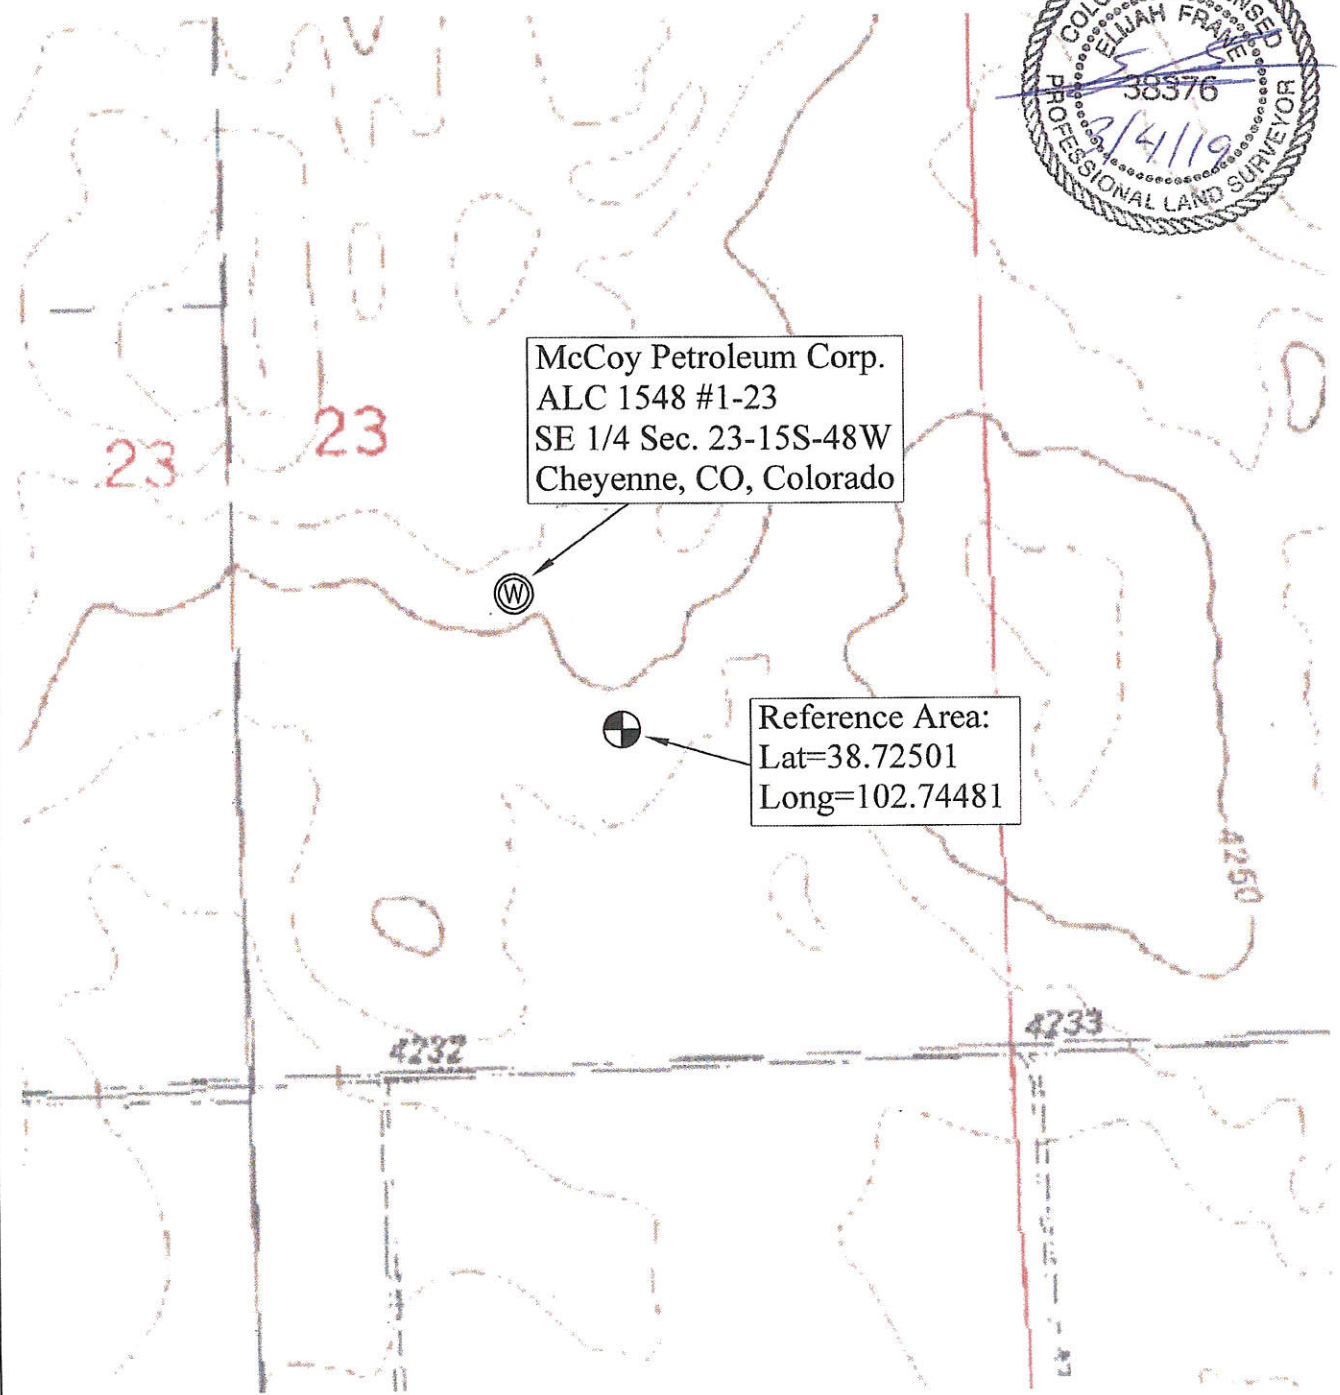 ELIJAH FRANE
38376
3/4/19
PROFESSIONAL LAND SURVEYOR
McCoy Petroleum Corp.
ALC 1548 #1-23
SE 1/4 Sec. 23-15S-48W
Cheyenne, CO, Colorado
23
23
W
Reference Area:
Lat=38.72501
Long=102.74481
4250
4232
4233